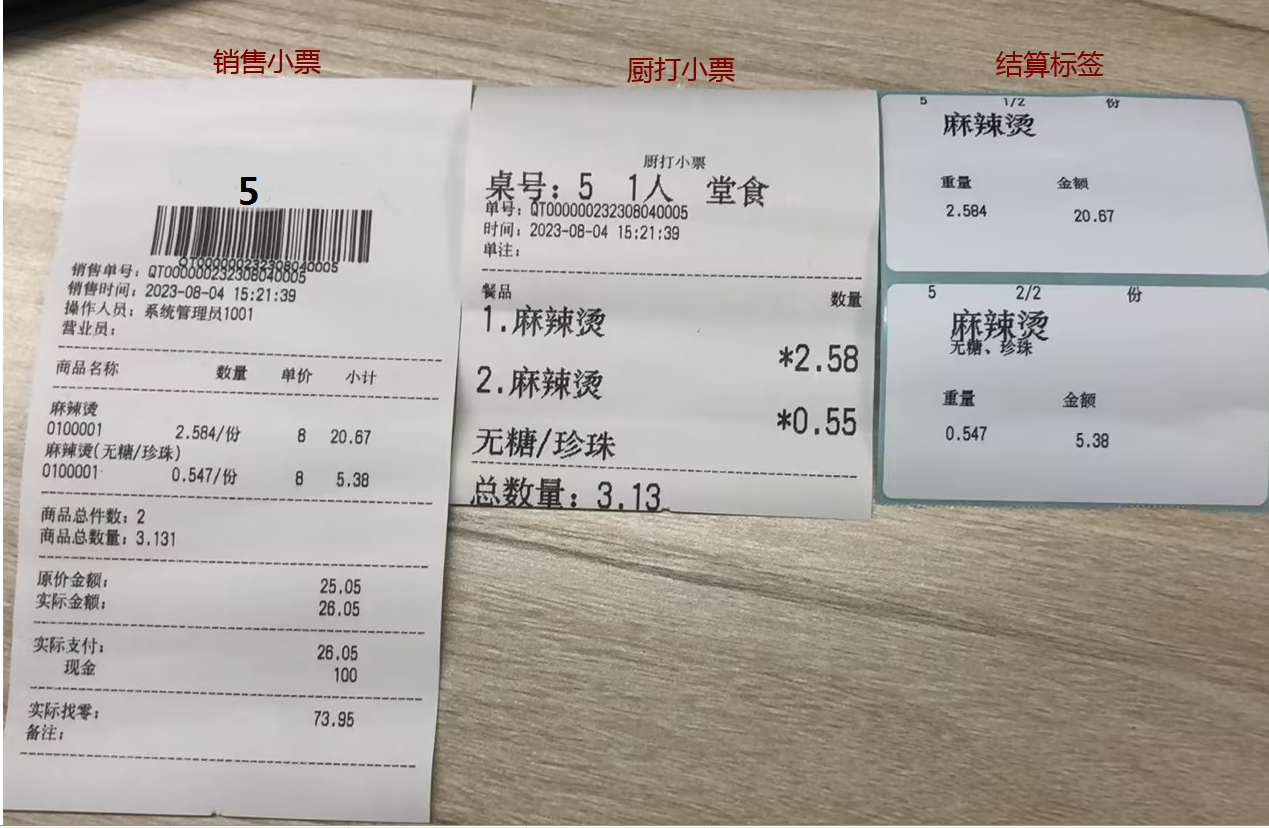 销售小票
5
QT000000232308040005
销售单号: QT000000232308040005
销售时间: 2023-08-04 15:21:39
操作人员: 系统管理员1001
营业员:
商品名称 数量 单价 小计
麻辣烫
0100001 2.584/份 8 20.67
麻辣烫(无糖/珍珠)
0100001 0.547/份 8 5.38
商品总件数: 2
商品总数量: 3.131
原价金额: 25.05
实际金额: 26.05
实际支付: 26.05
现金 100
实际找零: 73.95
备注:
厨打小票
厨打小票
桌号: 5 1人 堂食
单号: QT000000232308040005
时间: 2023-08-04 15:21:39
单注:
餐品 数量
1.麻辣烫
*2.58
2.麻辣烫
*0.55
无糖/珍珠
总数量: 3.13
结算标签
5 1/2 份
麻辣烫
重量 金额
2.584 20.67
5 2/2 份
麻辣烫
无糖、珍珠
重量 金额
0.547 5.38